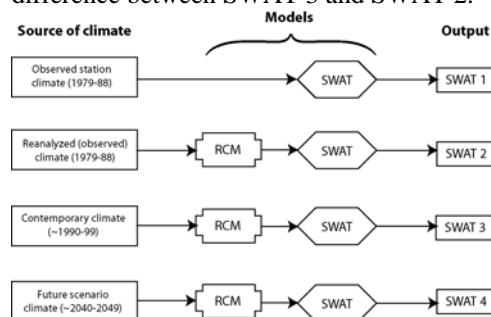 difference between SWAT 3 and SWAT 2.
Models
Source of climate
Output
Observed station
climate (1979-88)
SWAT
SWAT 1
Reanalyzed (observed)
climate (1979-88)
RCM
SWAT
SWAT 2
Contemporary climate
(~1990-99)
RCM
SWAT
SWAT 3
Future scenario
climate (~2040-2049)
RCM
SWAT
SWAT 4